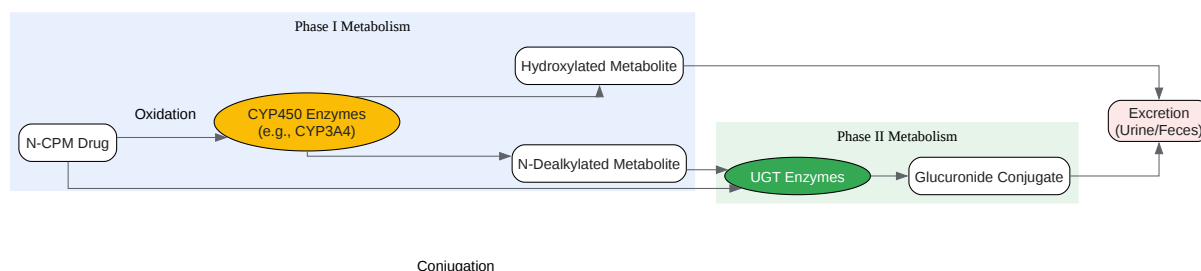 Phase I Metabolism
Hydroxylated Metabolite
Oxidation
CYP450 Enzymes
(e.g., CYP3A4)
N-CPM Drug
N-Dealkylated Metabolite
Phase II Metabolism
UGT Enzymes
Glucuronide Conjugate
Excretion
(Urine/Feces)
Conjugation